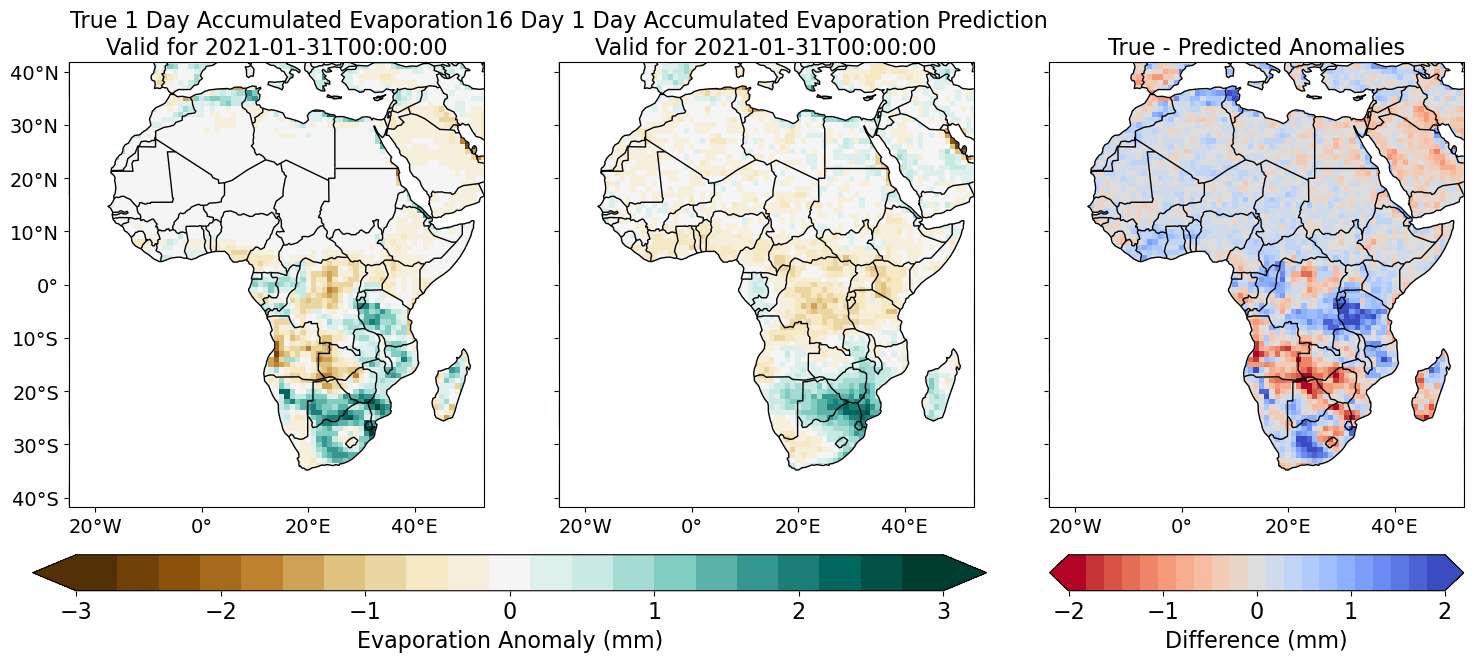 True 1 Day Accumulated Evaporation
Valid for 2021-01-31T00:00:00
16 Day 1 Day Accumulated Evaporation Prediction
Valid for 2021-01-31T00:00:00
True - Predicted Anomalies
40°N
30°N
20°N
10°N
0°
10°S
20°S
30°S
40°S
20°W 0° 20°E 40°E
20°W 0° 20°E 40°E
20°W 0° 20°E 40°E
−3 −2 −1 0 1 2 3
Evaporation Anomaly (mm)
−2 −1 0 1 2
Difference (mm)